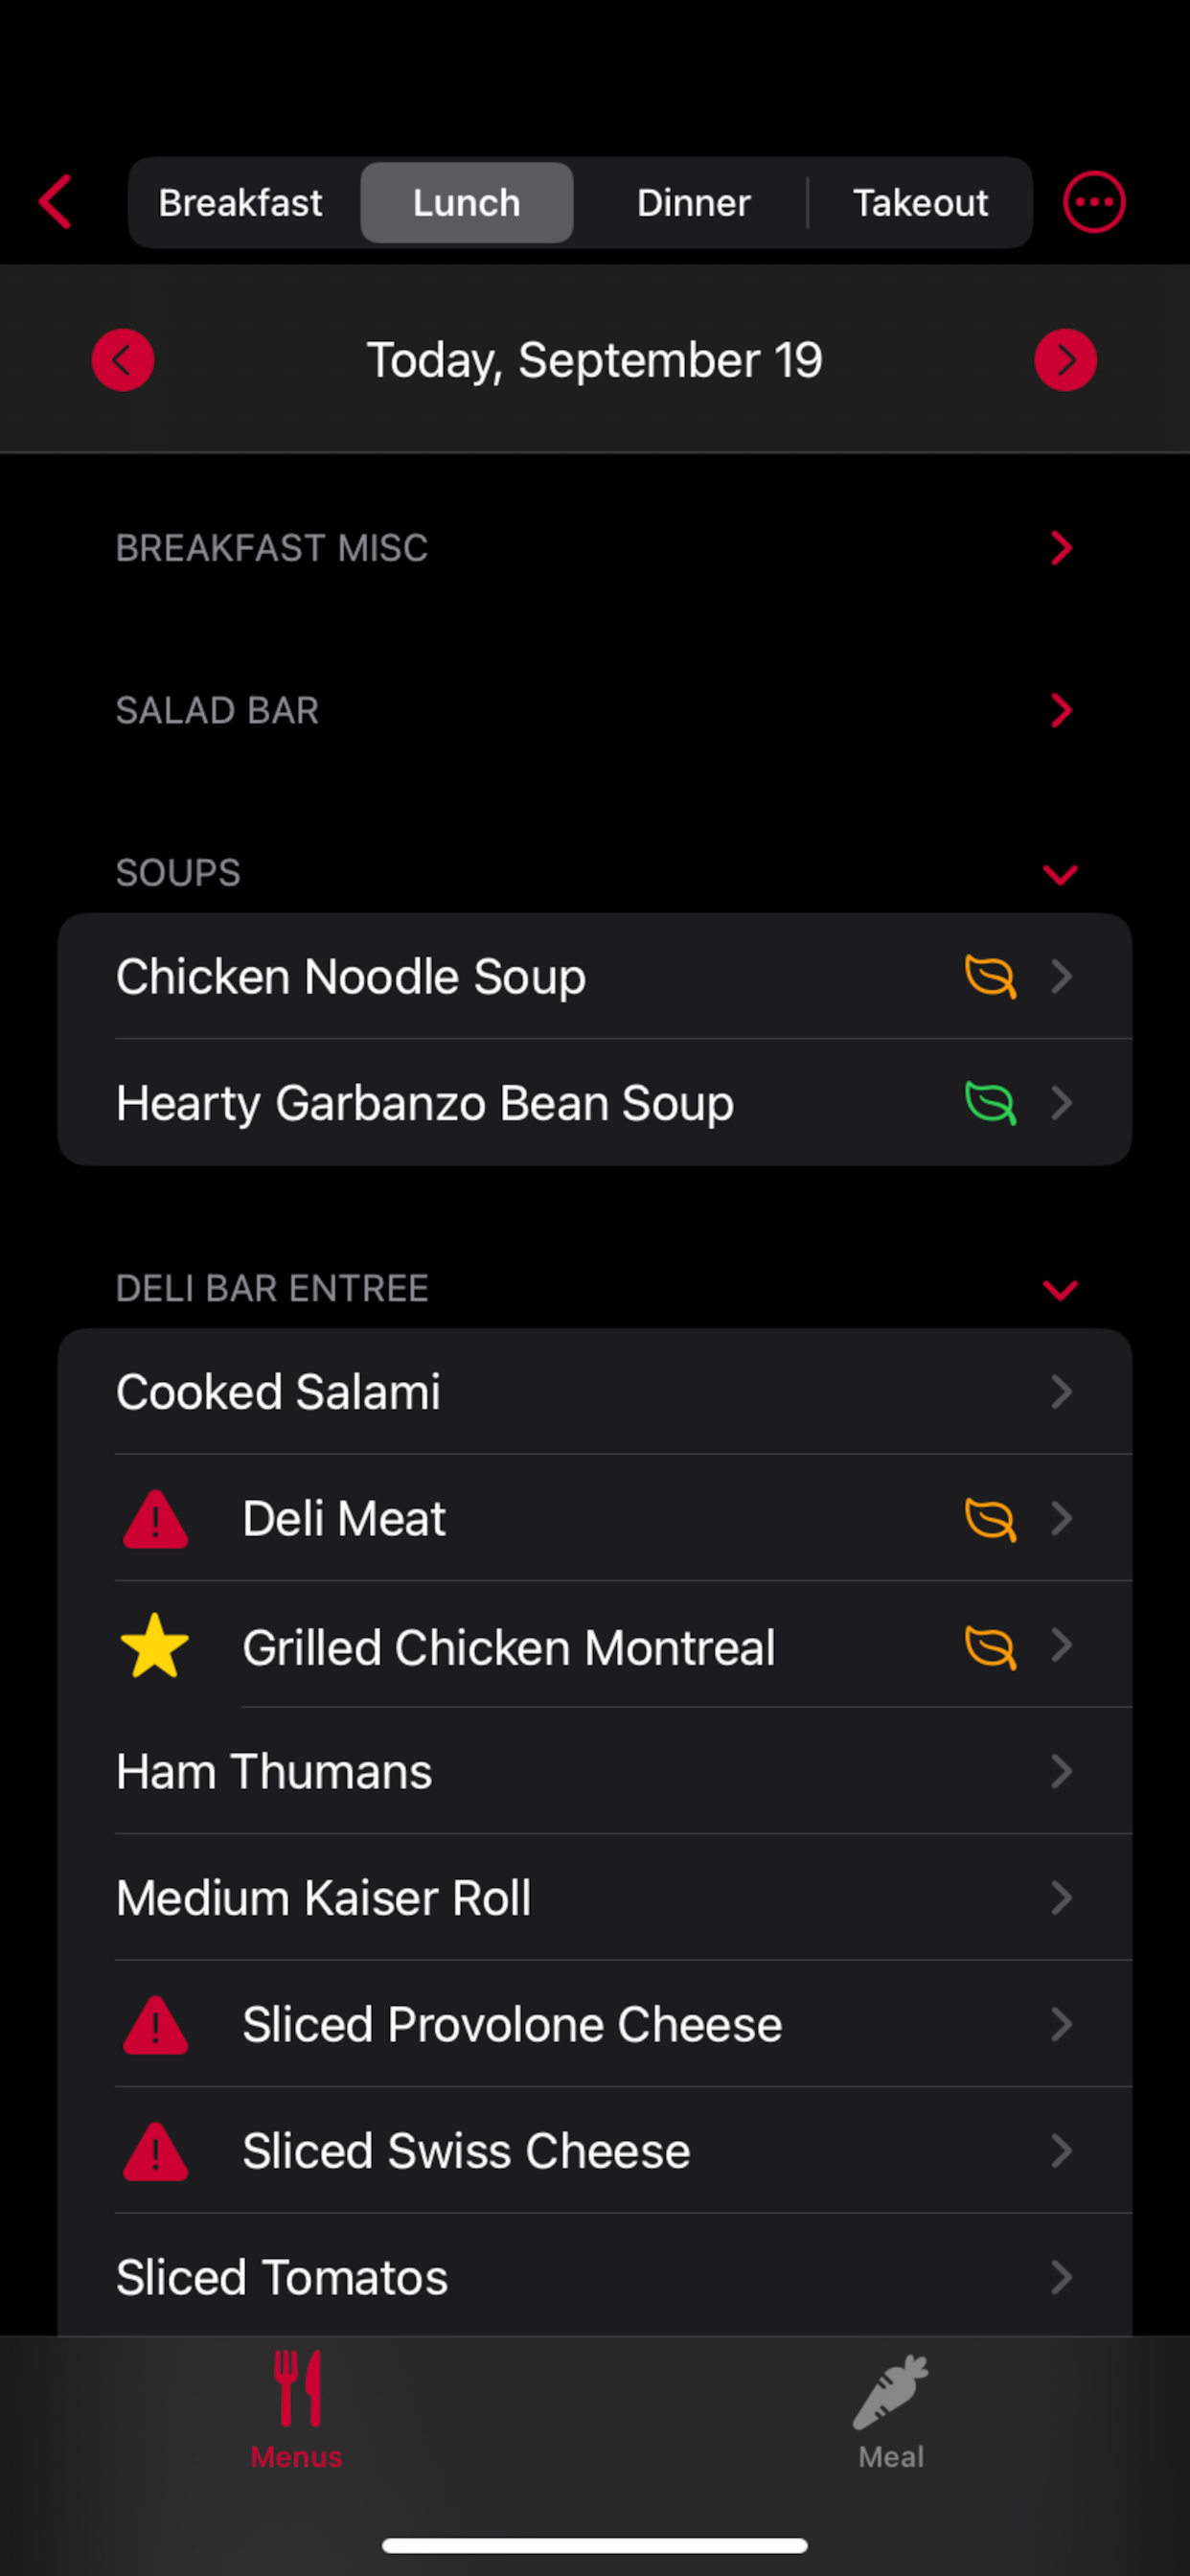 Breakfast Lunch Dinner Takeout
Today, September 19
BREAKFAST MISC
SALAD BAR
SOUPS
Chicken Noodle Soup
Hearty Garbanzo Bean Soup
DELI BAR ENTREE
Cooked Salami
Deli Meat
Grilled Chicken Montreal
Ham Thumans
Medium Kaiser Roll
Sliced Provolone Cheese
Sliced Swiss Cheese
Sliced Tomatos
Menus Meal